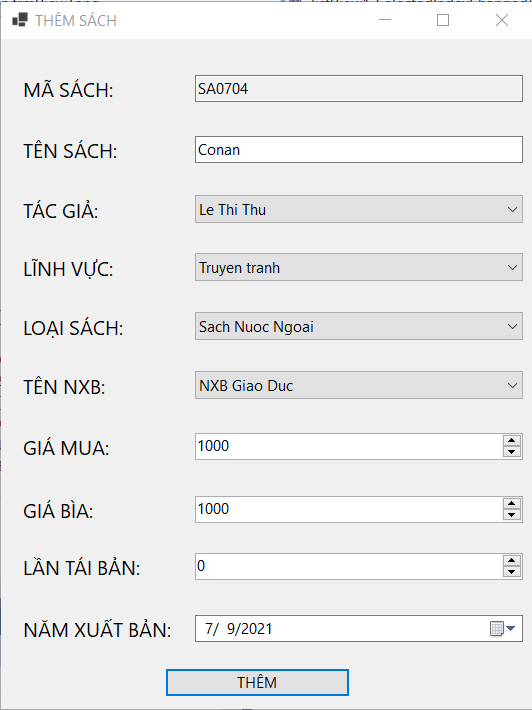 THÊM SÁCH
MÃ SÁCH: SA0704
TÊN SÁCH: Conan
TÁC GIẢ: Le Thi Thu
LĨNH VỰC: Truyen tranh
LOẠI SÁCH: Sach Nuoc Ngoai
TÊN NXB: NXB Giao Duc
GIÁ MUA: 1000
GIÁ BÌA: 1000
LẦN TÁI BẢN: 0
NĂM XUẤT BẢN: 7/ 9/2021
THÊM